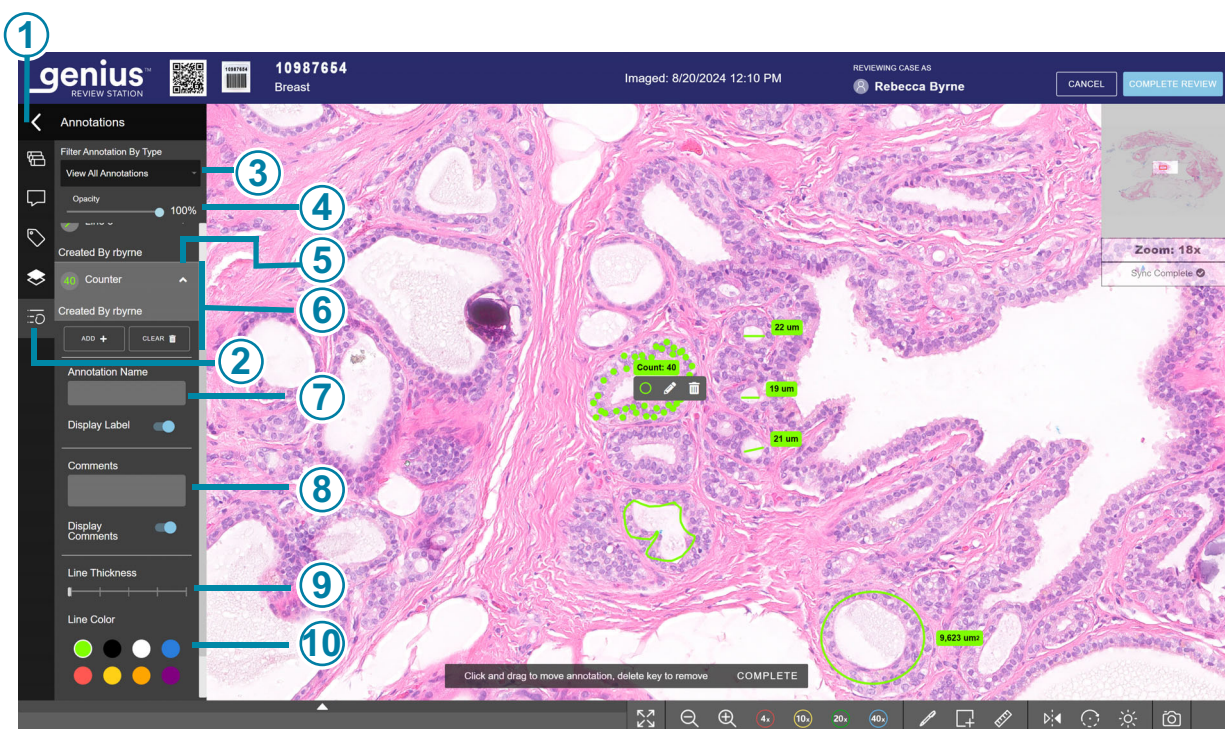 1
genius™
REVIEW STATION
10987654
10987654
Breast
Imaged: 8/20/2024 12:10 PM
REVIEWING CASE AS
Rebecca Byrne
CANCEL
COMPLETE REVIEW
Annotations
Filter Annotation By Type
View All Annotations
3
Opacity
100%
4
Created By rbyrne
5
40 Counter
Created By rbyrne
6
ADD +
CLEAR
2
Annotation Name
7
Display Label
Comments
8
Display
Comments
Line Thickness
9
Line Color
10
Zoom: 18x
Sync Complete
22 um
Count: 40
19 um
21 um
9,623 um²
Click and drag to move annotation, delete key to remove COMPLETE
4x 10x 20x 40x